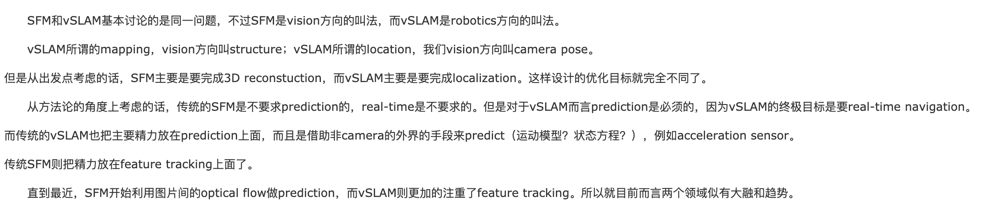 SFM和vSLAM基本讨论的是同一问题，不过SFM是vision方向的叫法，而vSLAM是robotics方向的叫法。
vSLAM所谓的mapping，vision方向叫structure；vSLAM所谓的location，我们vision方向叫camera pose。
但是从出发点考虑的话，SFM主要是要完成3D reconstuction，而vSLAM主要是要完成localization。这样设计的优化目标就完全不同了。
从方法论的角度上考虑的话，传统的SFM是不要求prediction的，real-time是不要求的。但是对于vSLAM而言prediction是必须的，因为vSLAM的终极目标是要real-time navigation。
而传统的vSLAM也把主要精力放在prediction上面，而且是借助非camera的外界的手段来predict（运动模型？状态方程？），例如acceleration sensor。
传统SFM则把精力放在feature tracking上面了。
直到最近，SFM开始利用图片间的optical flow做prediction，而vSLAM则更加的注重了feature tracking。所以就目前而言两个领域似有大融和趋势。